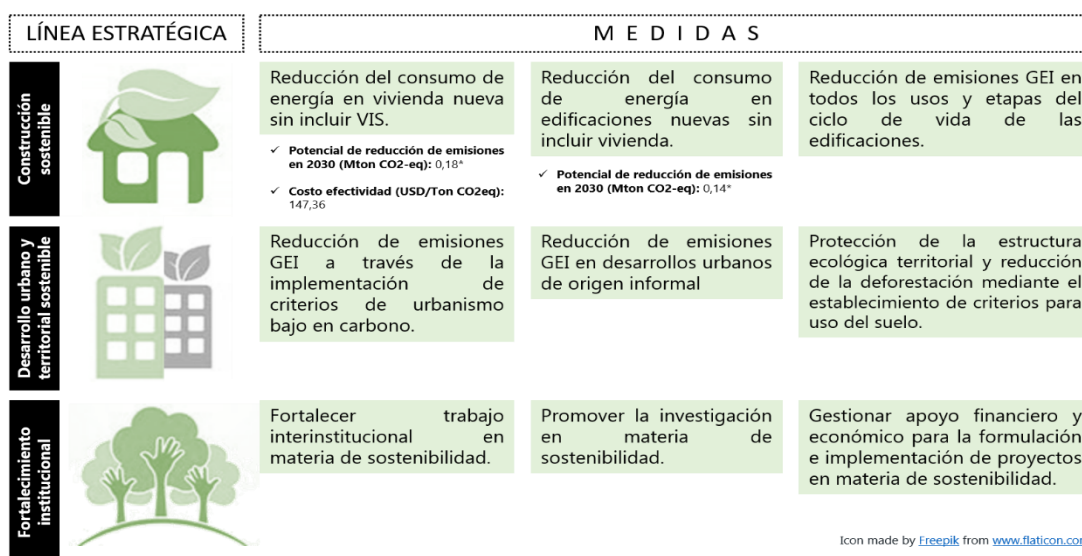 LÍNEA ESTRATÉGICA
M E D I D A S
Construcción
sostenible
Reducción del consumo de
energía en vivienda nueva
sin incluir VIS.
✓ Potencial de reducción de emisiones
en 2030 (Mton CO2-eq): 0,18*
✓ Costo efectividad (USD/Ton CO2eq):
147,36
Reducción del consumo
de energía en
edificaciones nuevas sin
incluir vivienda.
✓ Potencial de reducción de emisiones
en 2030 (Mton CO2-eq): 0,14*
Reducción de emisiones GEI en
todos los usos y etapas del
ciclo de vida de las
edificaciones.
Desarrollo urbano y
territorial sostenible
Reducción de emisiones
GEI a través de la
implementación de
criterios de urbanismo
bajo en carbono.
Reducción de emisiones
GEI en desarrollos urbanos
de origen informal
Protección de la estructura
ecológica territorial y reducción
de la deforestación mediante el
establecimiento de criterios para
uso del suelo.
Fortalecimiento
institucional
Fortalecer trabajo
interinstitucional en
materia de sostenibilidad.
Promover la investigación
en materia de
sostenibilidad.
Gestionar apoyo financiero y
económico para la formulación
e implementación de proyectos
en materia de sostenibilidad.
Icon made by Freepik from www.flaticon.com